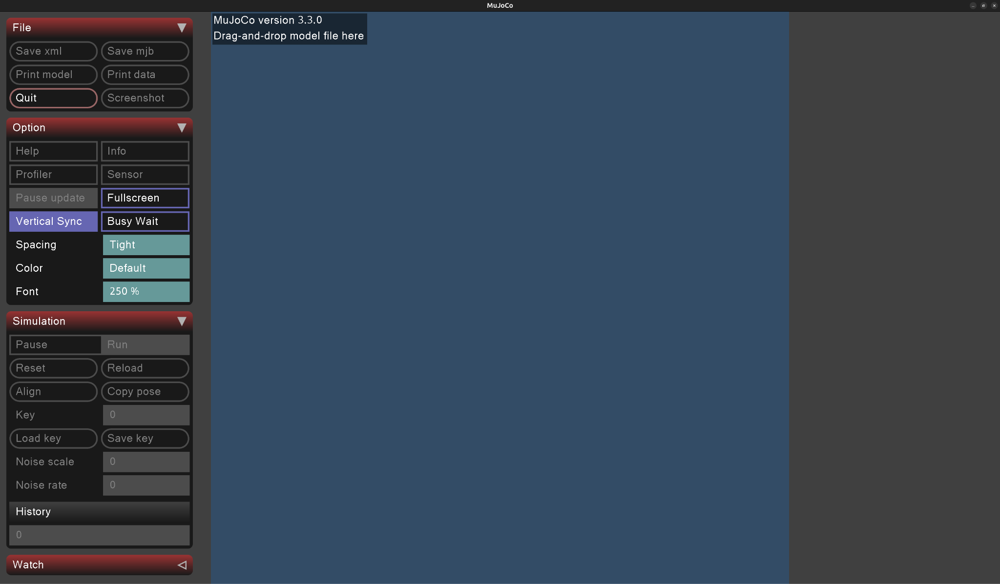 MuJoCo
File
Save xml
Save mjb
Print model
Print data
Quit
Screenshot
Option
Help
Info
Profiler
Sensor
Pause update
Fullscreen
Vertical Sync
Busy Wait
Spacing
Tight
Color
Default
Font
250 %
Simulation
Pause
Run
Reset
Reload
Align
Copy pose
Key
0
Load key
Save key
Noise scale
0
Noise rate
0
History
0
Watch
MuJoCo version 3.3.0
Drag-and-drop model file here